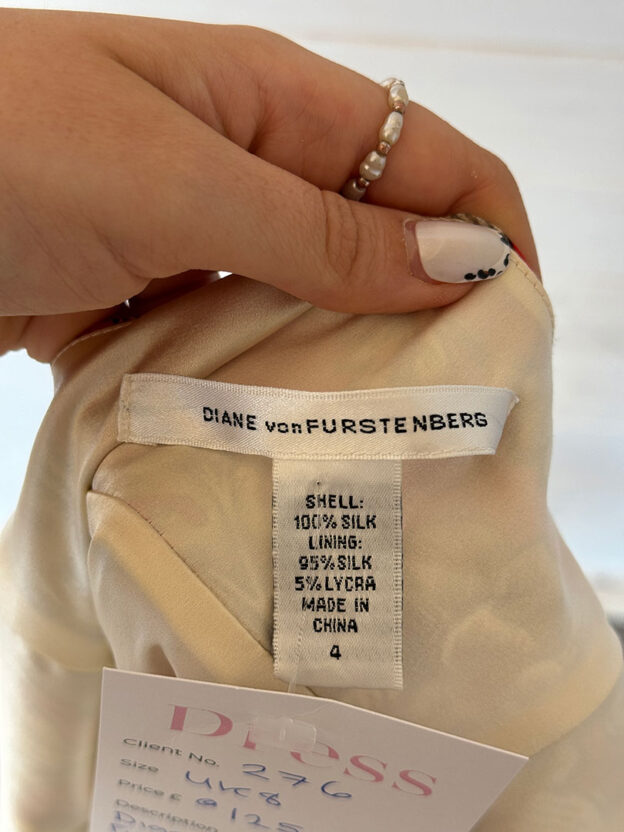 DIANE von FURSTENBERG
SHELL:
100% SILK
LINING:
95% SILK
5% LYCRA
MADE IN
CHINA
4
Dress
Client No. 276
Size UK8
Price £ 125
Description